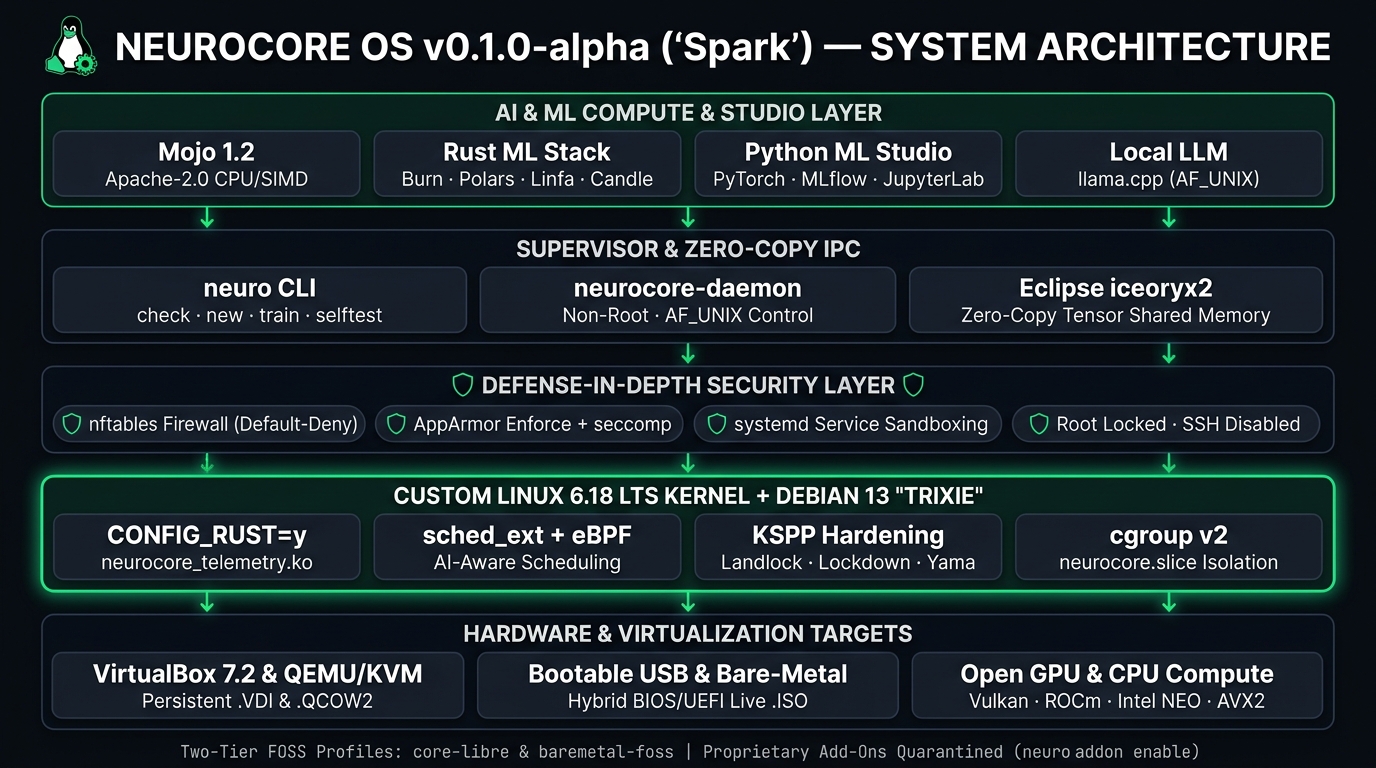 NEUROCORE OS v0.1.0-alpha (‘Spark’) — SYSTEM ARCHITECTURE
AI & ML COMPUTE & STUDIO LAYER
Mojo 1.2
Apache-2.0 CPU/SIMD
Rust ML Stack
Burn · Polars · Linfa · Candle
Python ML Studio
PyTorch · MLflow · JupyterLab
Local LLM
llama.cpp (AF_UNIX)
SUPERVISOR & ZERO-COPY IPC
neuro CLI
check · new · train · selftest
neurocore-daemon
Non-Root · AF_UNIX Control
Eclipse iceoryx2
Zero-Copy Tensor Shared Memory
DEFENSE-IN-DEPTH SECURITY LAYER
nftables Firewall (Default-Deny)
AppArmor Enforce + seccomp
systemd Service Sandboxing
Root Locked · SSH Disabled
CUSTOM LINUX 6.18 LTS KERNEL + DEBIAN 13 "TRIXIE"
CONFIG_RUST=y
neurocore_telemetry.ko
sched_ext + eBPF
AI-Aware Scheduling
KSPP Hardening
Landlock · Lockdown · Yama
cgroup v2
neurocore.slice Isolation
HARDWARE & VIRTUALIZATION TARGETS
VirtualBox 7.2 & QEMU/KVM
Persistent .VDI & .QCOW2
Bootable USB & Bare-Metal
Hybrid BIOS/UEFI Live .ISO
Open GPU & CPU Compute
Vulkan · ROCm · Intel NEO · AVX2
Two-Tier FOSS Profiles: core-libre & baremetal-foss | Proprietary Add-Ons Quarantined (neuro addon enable)